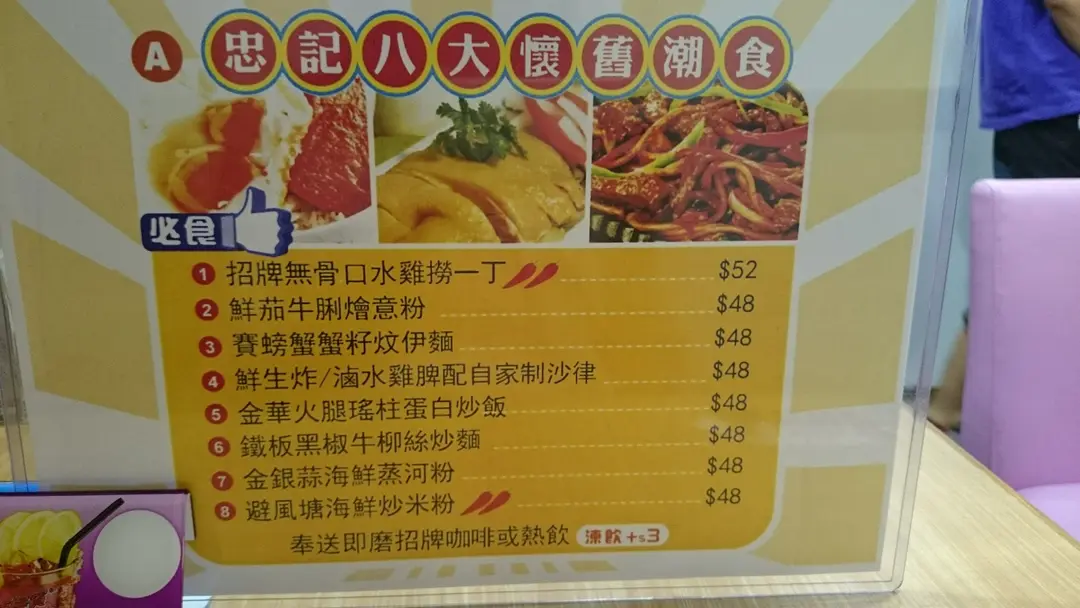 A 忠記八大懷舊潮食
必食
1 招牌無骨口水雞撈一丁 $52
2 鮮茄牛脷燴意粉 $48
3 賽螃蟹蟹籽炆伊麵 $48
4 鮮生炸/滷水雞脾配自家制沙律 $48
5 金華火腿瑤柱蛋白炒飯 $48
6 鐵板黑椒牛柳絲炒麵 $48
7 金銀蒜海鮮蒸河粉 $48
8 避風塘海鮮炒米粉 $48
奉送即磨招牌咖啡或熱飲 凍飲+$3